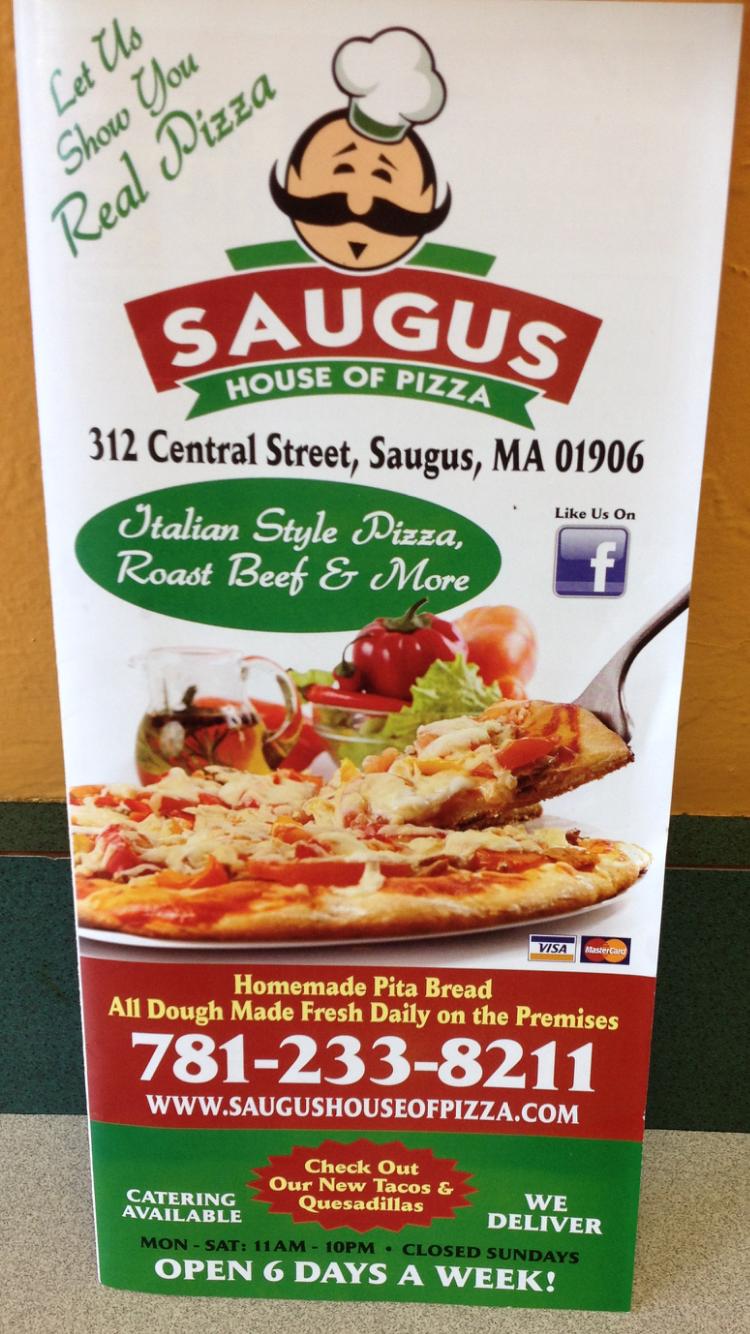 Let Us
Show You
Real Pizza
SAUGUS
HOUSE OF PIZZA
312 Central Street, Saugus, MA 01906
Italian Style Pizza,
Roast Beef & More
Like Us On
f
VISA
MasterCard
Homemade Pita Bread
All Dough Made Fresh Daily on the Premises
781-233-8211
WWW.SAUGUSHOUSEOFPIZZA.COM
Check Out
Our New Tacos &
Quesadillas
CATERING
AVAILABLE
WE
DELIVER
MON - SAT: 11AM - 10PM • CLOSED SUNDAYS
OPEN 6 DAYS A WEEK!